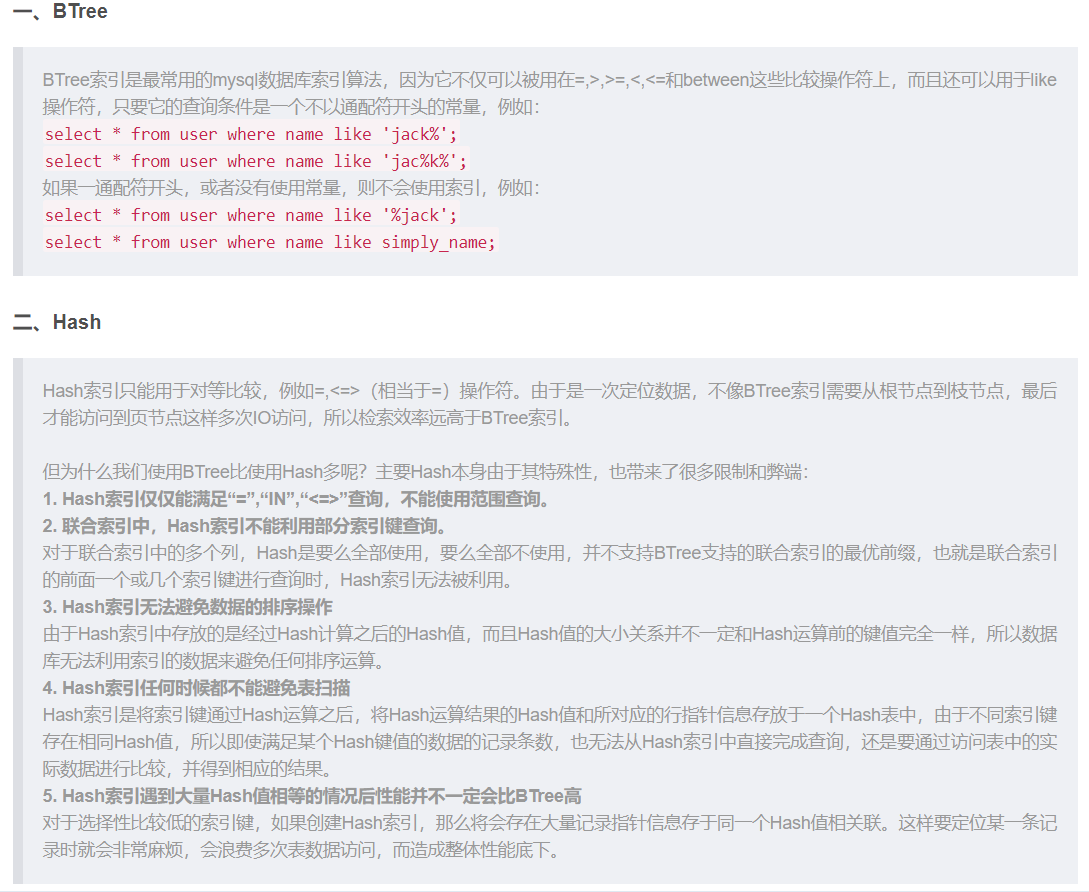 一、BTree
BTree索引是最常用的mysql数据库索引算法，因为它不仅可以被用在=,>,>=,<,<=和between这些比较操作符上，而且还可以用于like
操作符，只要它的查询条件是一个不以通配符开头的常量，例如：
select * from user where name like 'jack%';
select * from user where name like 'jac%k%';
如果一通配符开头，或者没有使用常量，则不会使用索引，例如：
select * from user where name like '%jack';
select * from user where name like simply_name;
二、Hash
Hash索引只能用于对等比较，例如=,<=>（相当于=）操作符。由于是一次定位数据，不像BTree索引需要从根节点到枝节点，最后
才能访问到页节点这样多次IO访问，所以检索效率远高于BTree索引。
但为什么我们使用BTree比使用Hash多呢？主要Hash本身由于其特殊性，也带来了很多限制和弊端：
1. Hash索引仅仅能满足“=”,“IN”,“<=>”查询，不能使用范围查询。
2. 联合索引中，Hash索引不能利用部分索引键查询。
对于联合索引中的多个列，Hash是要么全部使用，要么全部不使用，并不支持BTree支持的联合索引的最优前缀，也就是联合索引
的前面一个或几个索引键进行查询时，Hash索引无法被利用。
3. Hash索引无法避免数据的排序操作
由于Hash索引中存放的是经过Hash计算之后的Hash值，而且Hash值的大小关系并不一定和Hash运算前的键值完全一样，所以数据
库无法利用索引的数据来避免任何排序运算。
4. Hash索引任何时候都不能避免表扫描
Hash索引是将索引键通过Hash运算之后，将Hash运算结果的Hash值和所对应的行指针信息存放于一个Hash表中，由于不同索引键
存在相同Hash值，所以即使满足某个Hash键值的数据的记录条数，也无法从Hash索引中直接完成查询，还是要通过访问表中的实
际数据进行比较，并得到相应的结果。
5. Hash索引遇到大量Hash值相等的情况后性能并不一定会比BTree高
对于选择性比较低的索引键，如果创建Hash索引，那么将会存在大量记录指针信息存于同一个Hash值相关联。这样要定位某一条记
录时就会非常麻烦，会浪费多次表数据访问，而造成整体性能底下。